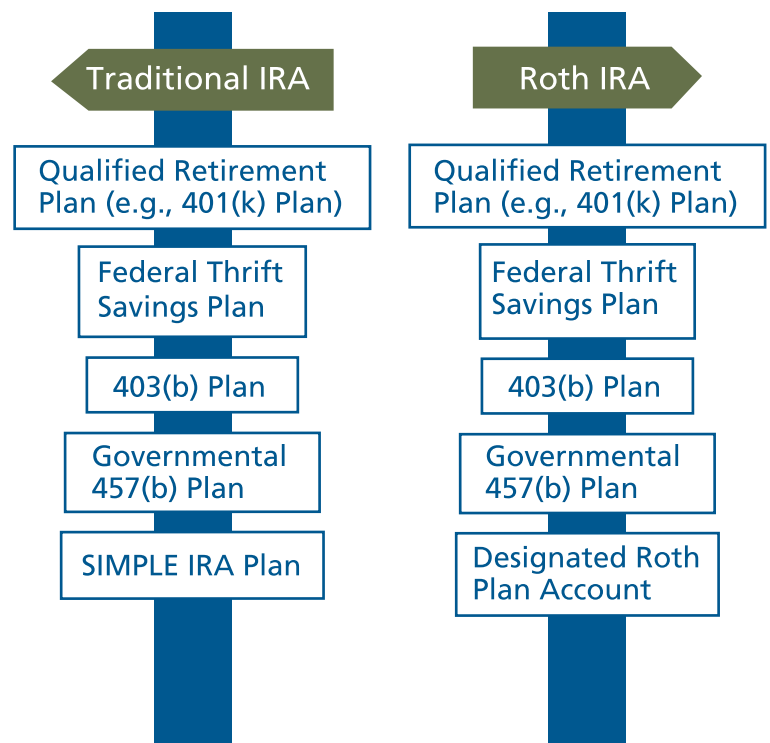 Traditional IRA
Qualified Retirement
Plan (e.g., 401(k) Plan)
Federal Thrift
Savings Plan
403(b) Plan
Governmental
457(b) Plan
SIMPLE IRA Plan
Roth IRA
Qualified Retirement
Plan (e.g., 401(k) Plan)
Federal Thrift
Savings Plan
403(b) Plan
Governmental
457(b) Plan
Designated Roth
Plan Account